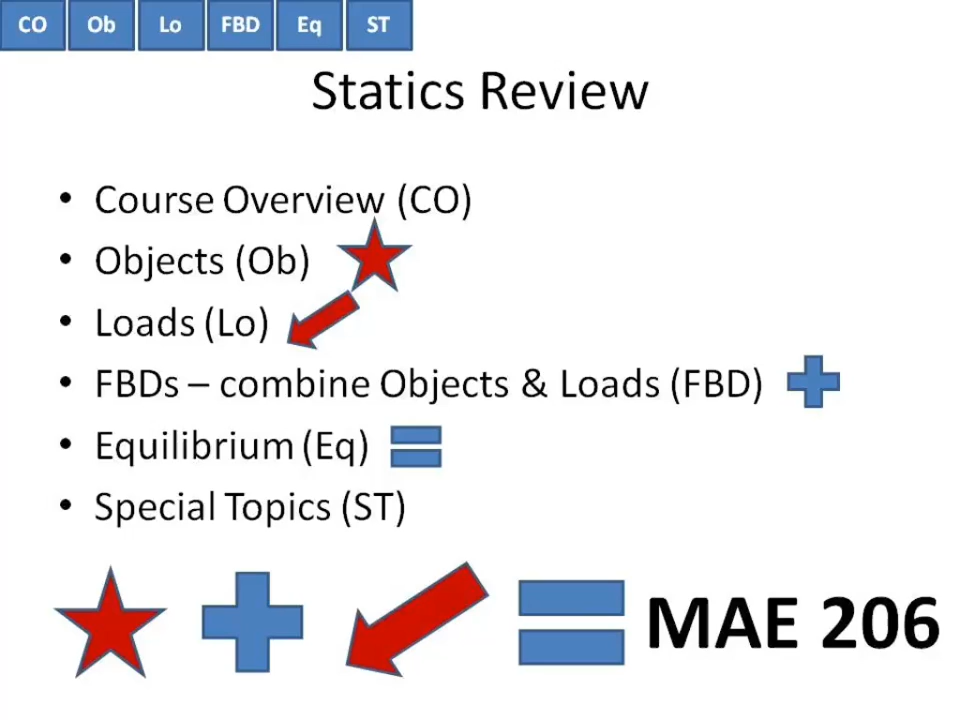 CO Ob Lo FBD Eq ST
Statics Review
• Course Overview (CO)
• Objects (Ob)
• Loads (Lo)
• FBDs – combine Objects & Loads (FBD)
• Equilibrium (Eq)
• Special Topics (ST)
MAE 206